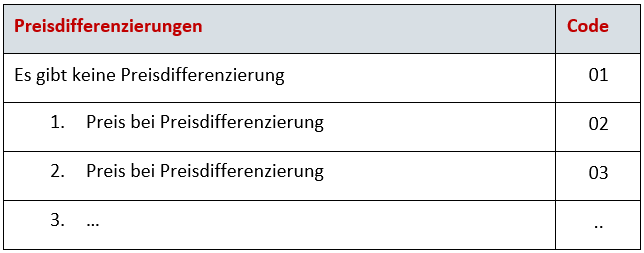 Preisdifferenzierungen Code
Es gibt keine Preisdifferenzierung 01
1. Preis bei Preisdifferenzierung 02
2. Preis bei Preisdifferenzierung 03
3. … ..